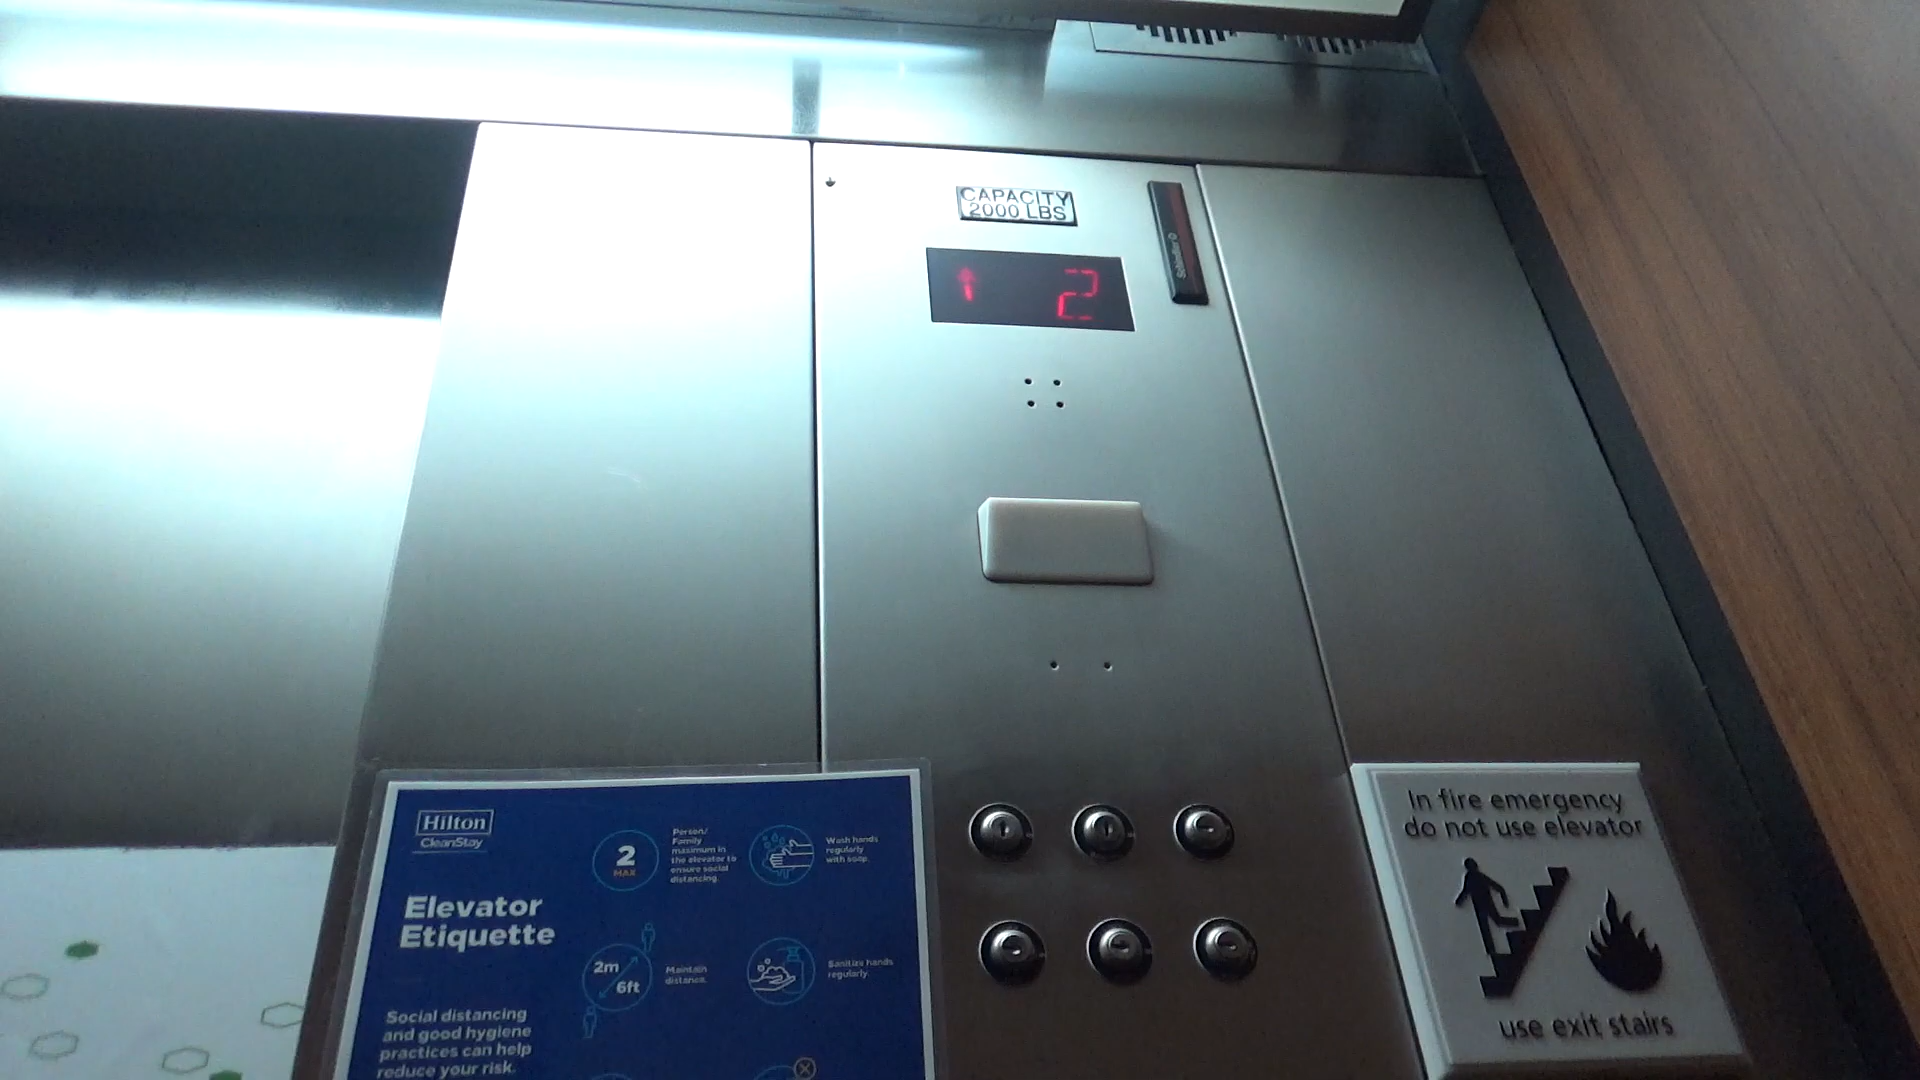 CAPACITY
2000 LBS
2
Schindler
Hilton
CleanStay
Elevator
Etiquette
Social distancing
and good hygiene
practices can help
reduce your risk.
2
MAX
Person/
Family
maximum in
the elevator to
ensure social
distancing.
Wash hands
regularly
with soap.
2m
6ft
Maintain
distance.
Sanitize hands
regularly.
In fire emergency
do not use elevator
use exit stairs